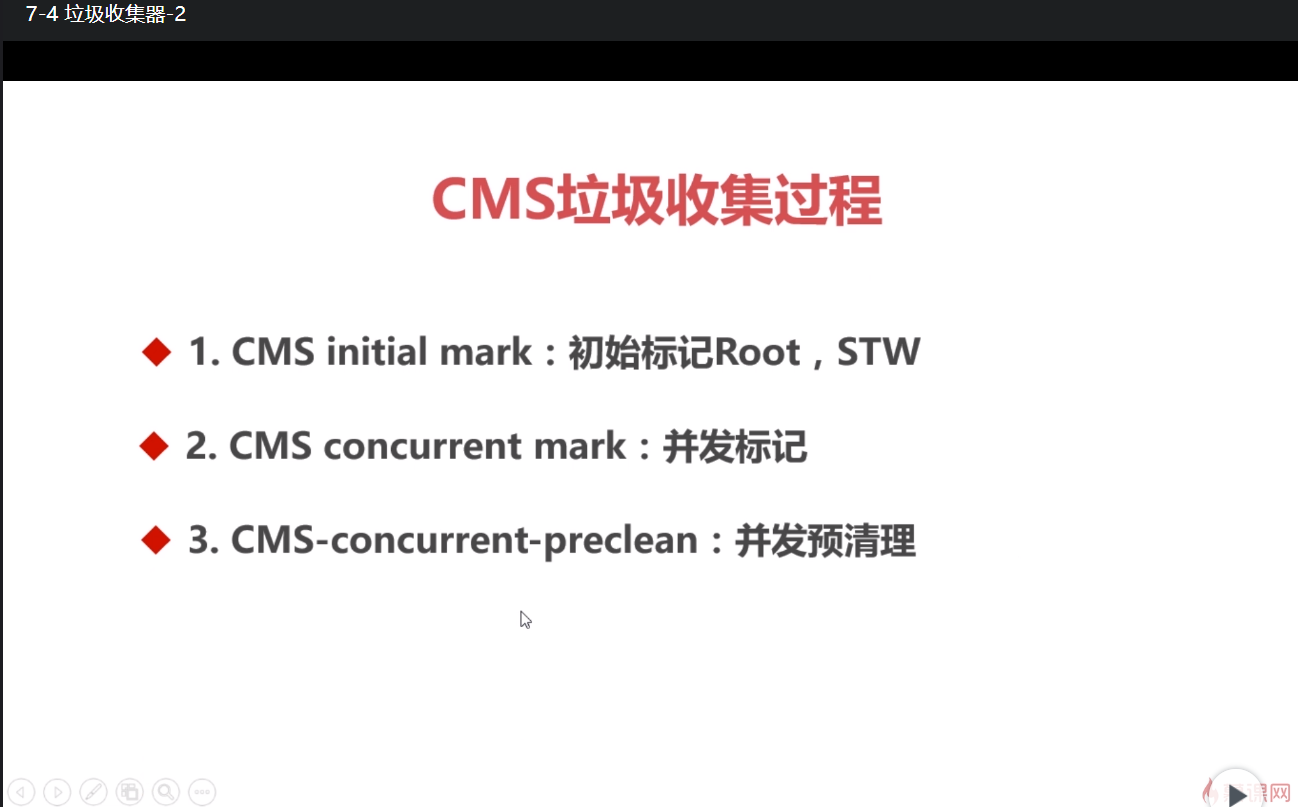 7-4 垃圾收集器-2
CMS垃圾收集过程
1. CMS initial mark：初始标记Root，STW
2. CMS concurrent mark：并发标记
3. CMS-concurrent-preclean：并发预清理
课网